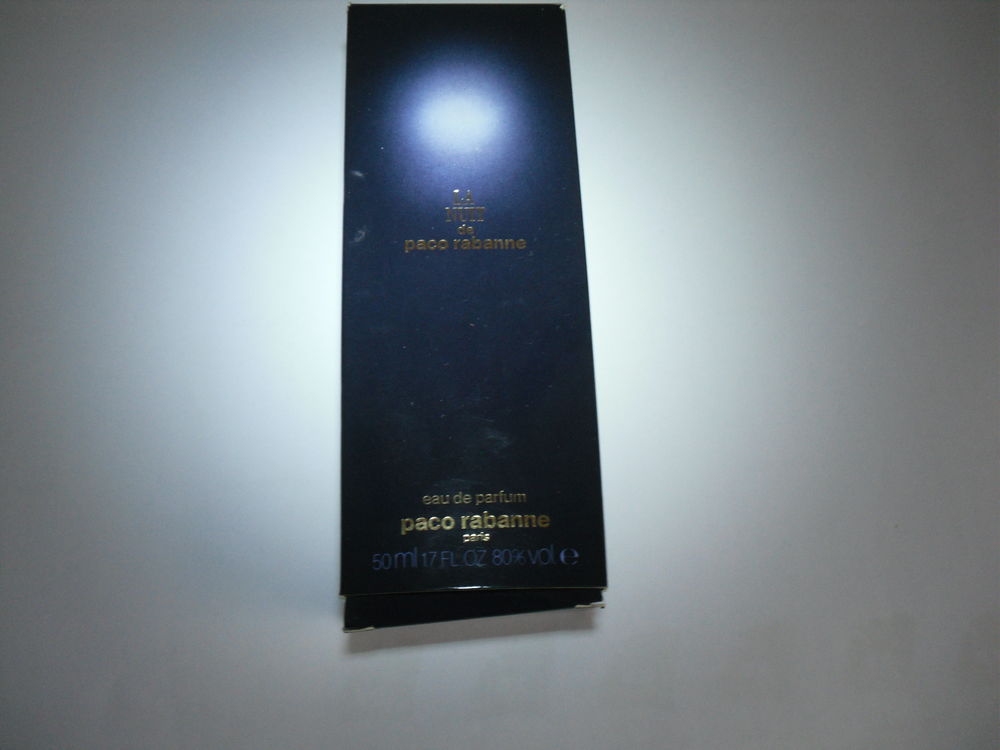 LA
NUIT
de
paco rabanne
eau de parfum
paco rabanne
paris
50 ml 1.7 FL.OZ 80% vol e